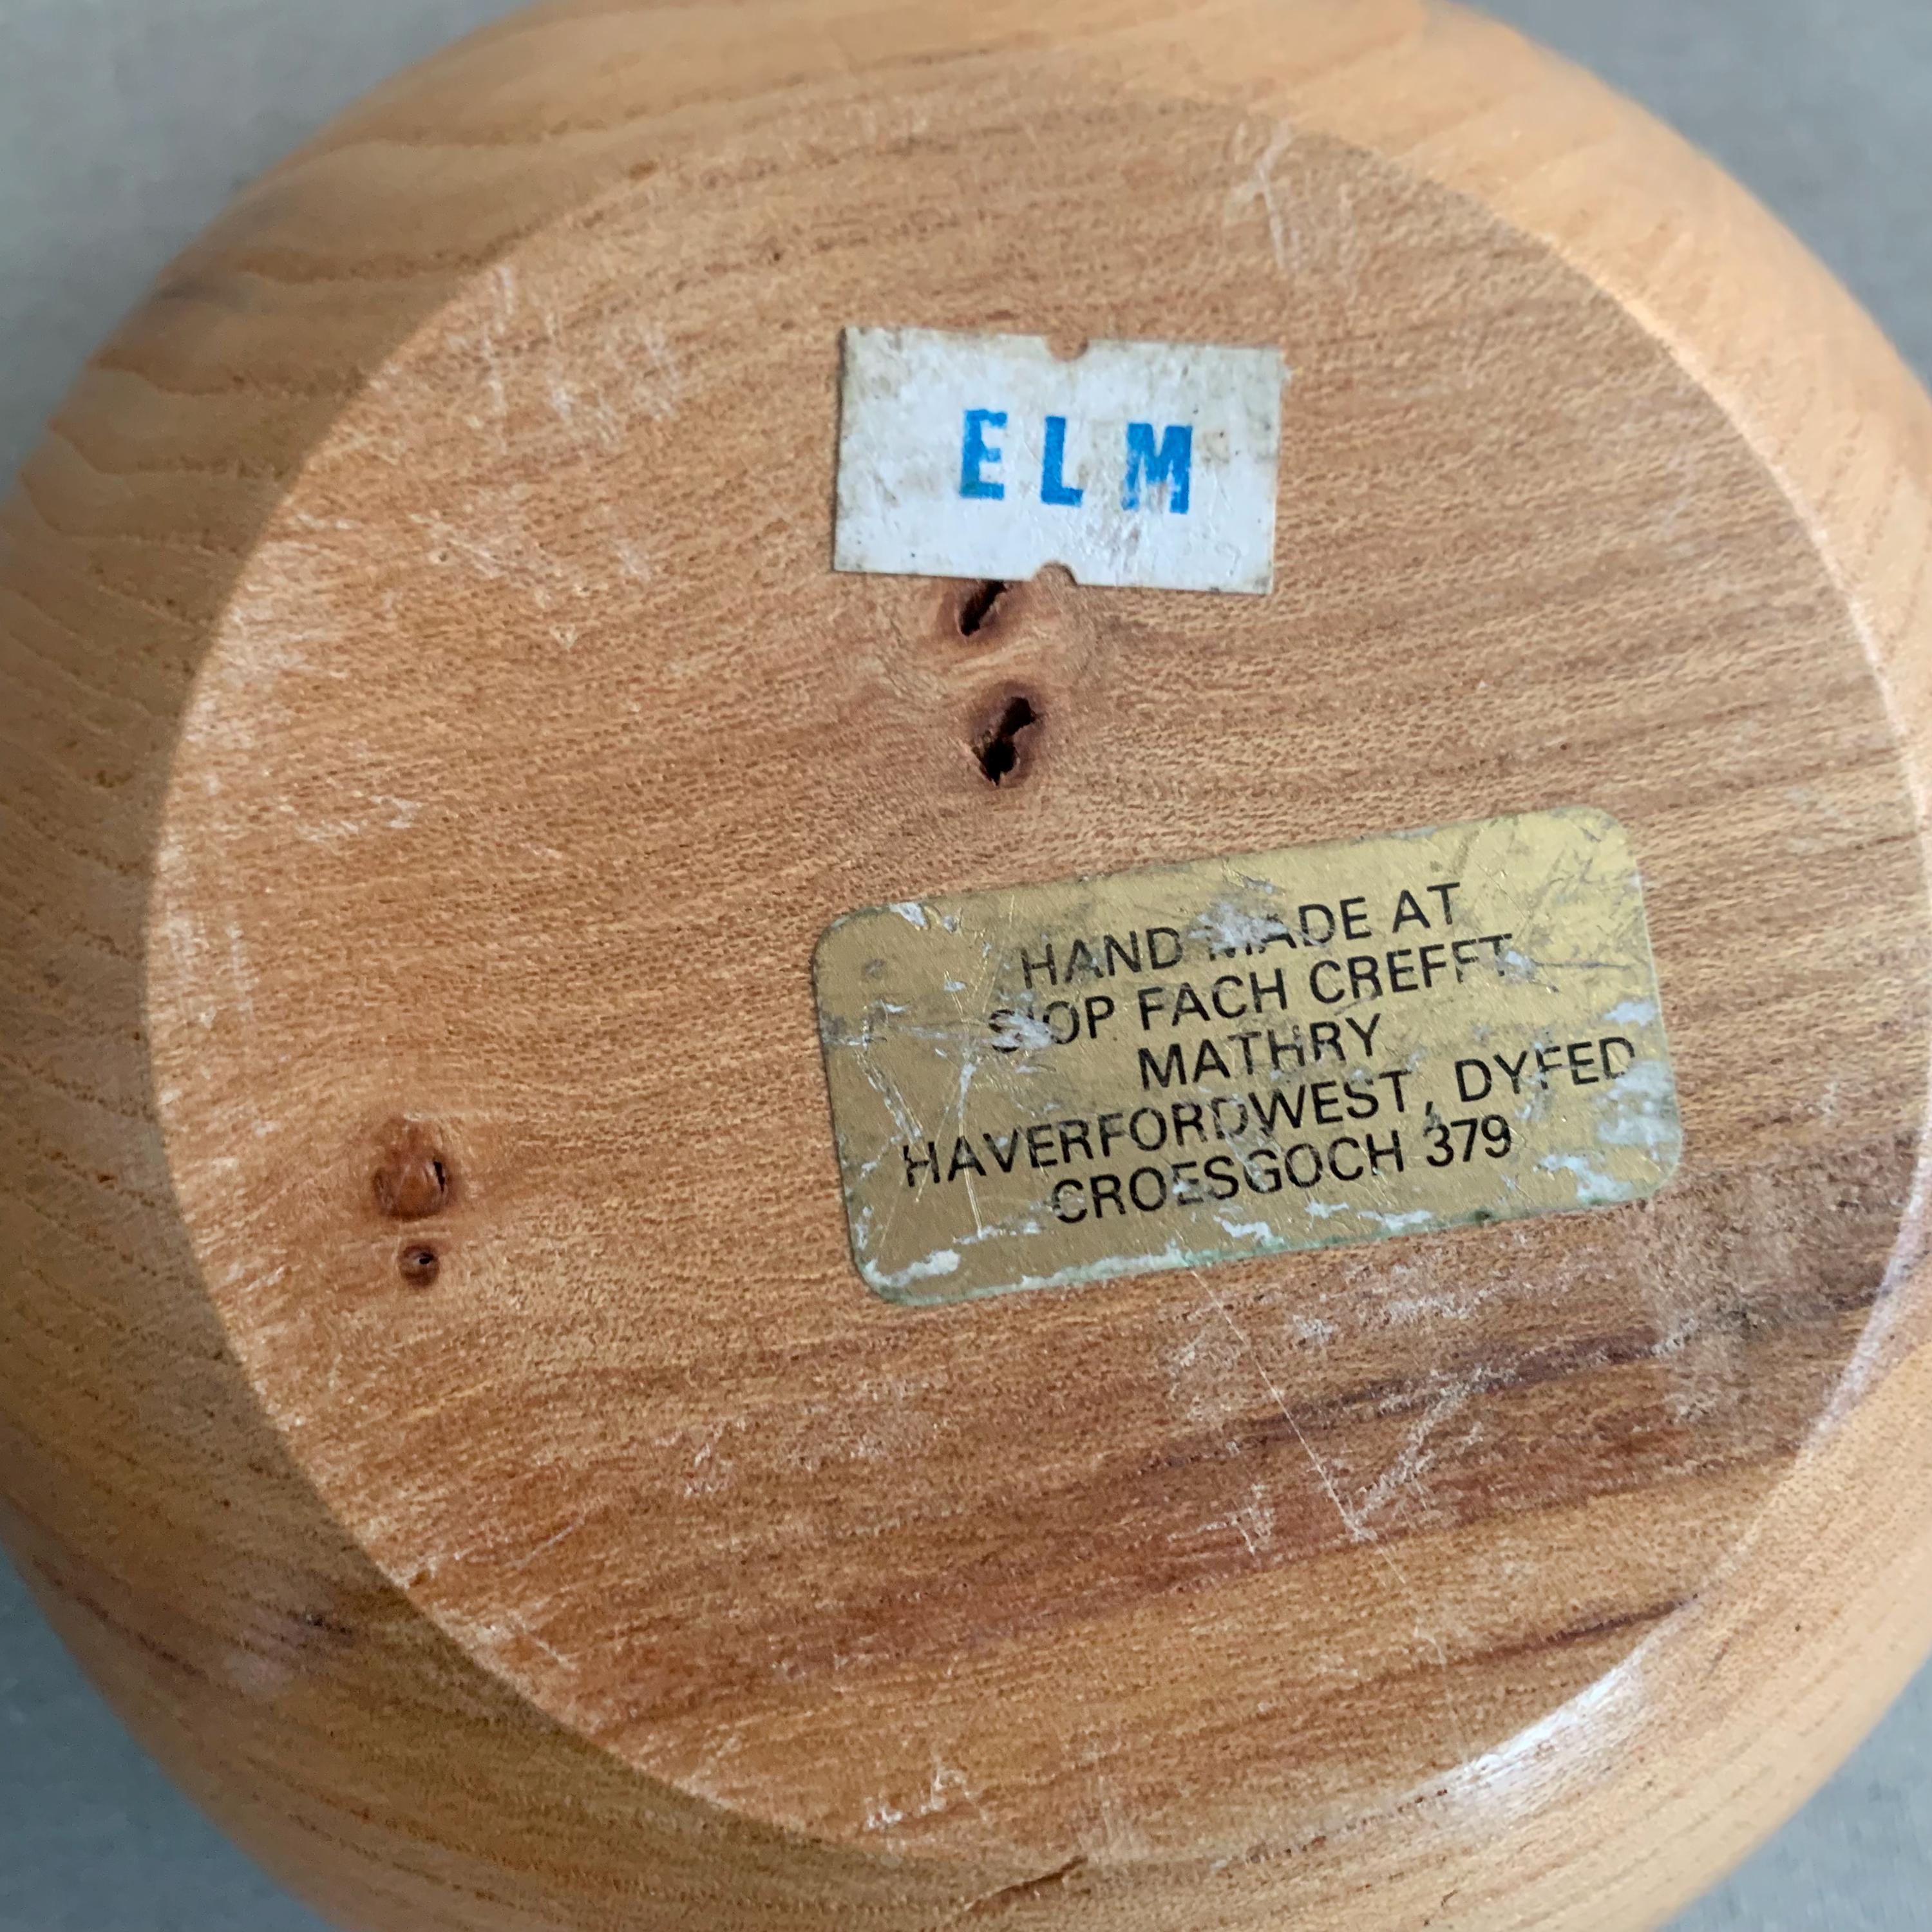 ELM
HAND MADE AT
SIOP FACH CREFFT
MATHRY
HAVERFORDWEST, DYFED
CROESGOCH 379